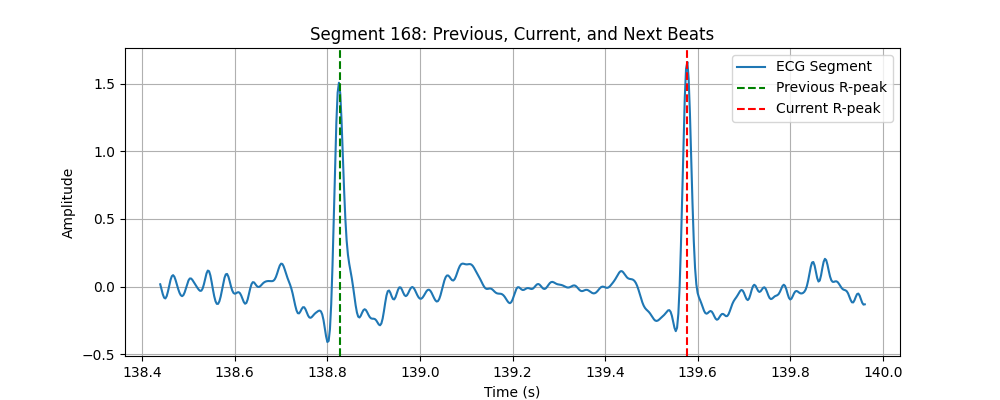 Segment 168: Previous, Current, and Next Beats
ECG Segment
Previous R-peak
Current R-peak
Amplitude
1.5
1.0
0.5
0.0
−0.5
138.4 138.6 138.8 139.0 139.2 139.4 139.6 139.8 140.0
Time (s)